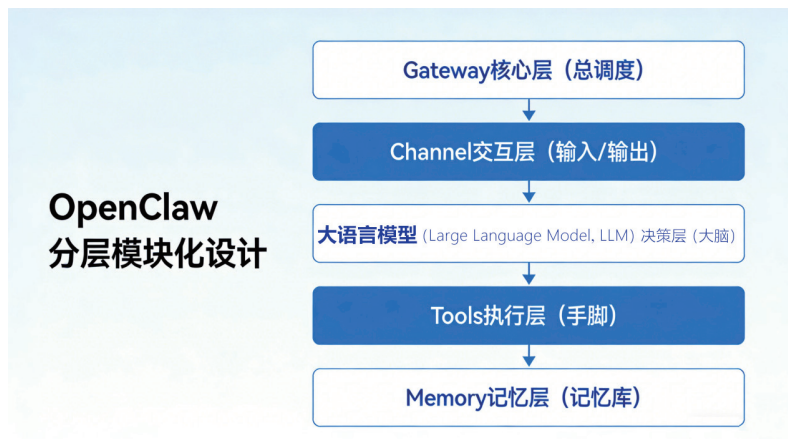 OpenClaw
分层模块化设计
Gateway核心层（总调度）
Channel交互层（输入/输出）
大语言模型 (Large Language Model, LLM) 决策层 (大脑)
Tools执行层（手脚）
Memory记忆层（记忆库）